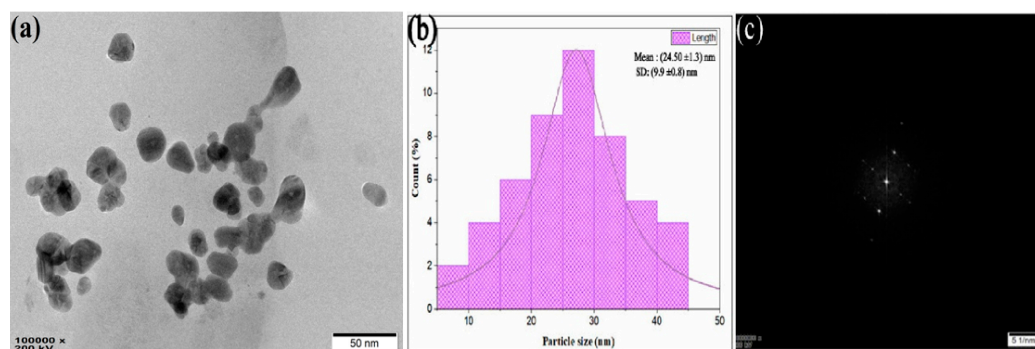 (a)
100000 x
200 kV
50 nm
(b)
Length
Mean : (24.50 ±1.3) nm
SD: (9.9 ±0.8) nm
Count (%)
12
10
8
6
4
2
0
10
20
30
40
50
Particle size (nm)
(c)
5 1/nm